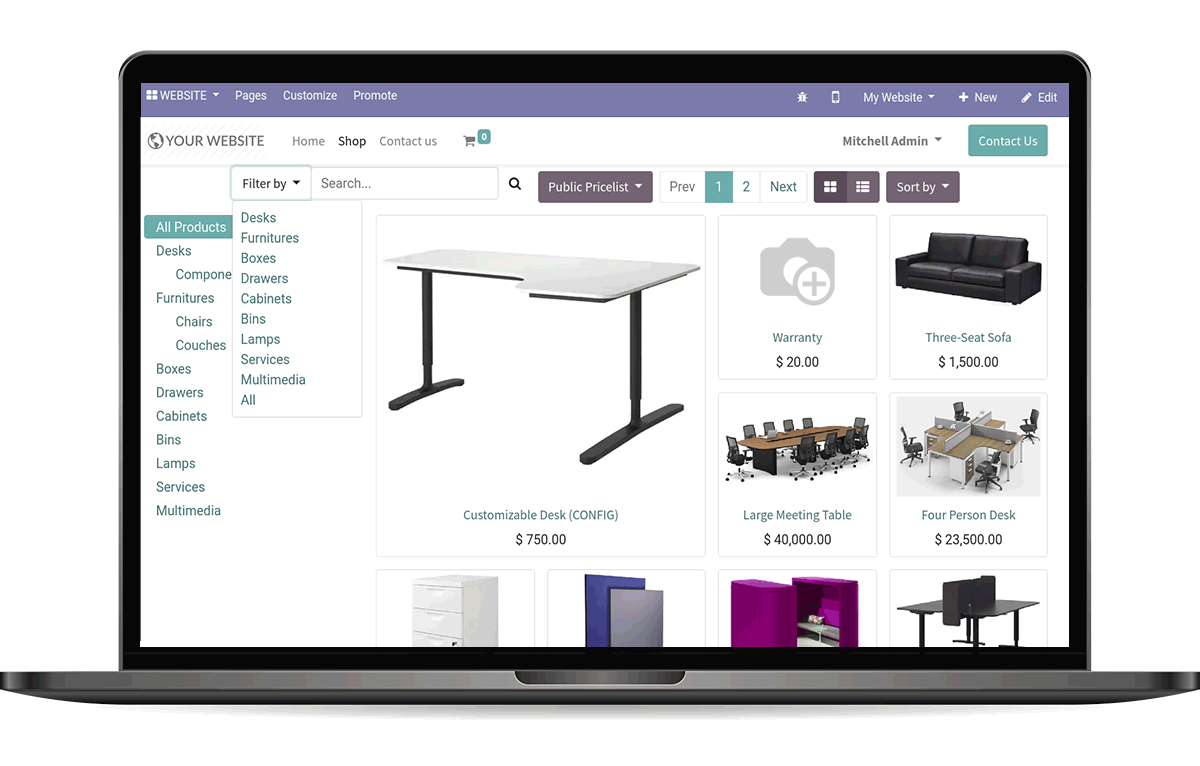 WEBSITE Pages Customize Promote My Website New Edit
YOUR WEBSITE Home Shop Contact us 0 Mitchell Admin Contact Us
Filter by Search... Public Pricelist Prev 1 2 Next Sort by
All Products
Desks
Compone
Furnitures
Chairs
Couches
Boxes
Drawers
Cabinets
Bins
Lamps
Services
Multimedia
Desks
Furnitures
Boxes
Drawers
Cabinets
Bins
Lamps
Services
Multimedia
All
Customizable Desk (CONFIG)
$ 750.00
Warranty
$ 20.00
Three-Seat Sofa
$ 1,500.00
Large Meeting Table
$ 40,000.00
Four Person Desk
$ 23,500.00